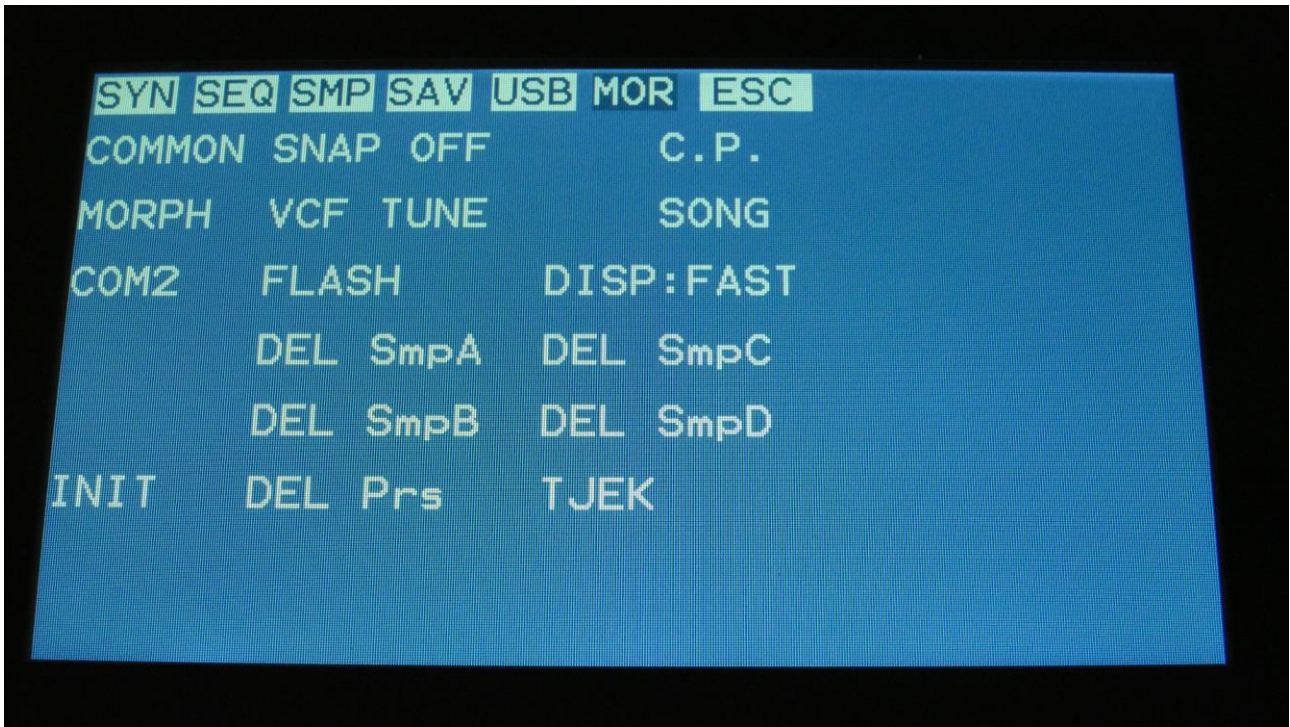 SYN SEQ SMP SAV USB MOR ESC
COMMON SNAP OFF C.P.
MORPH VCF TUNE SONG
COM2 FLASH DISP:FAST
DEL SmpA DEL SmpC
DEL SmpB DEL SmpD
INIT DEL Prs TJEK